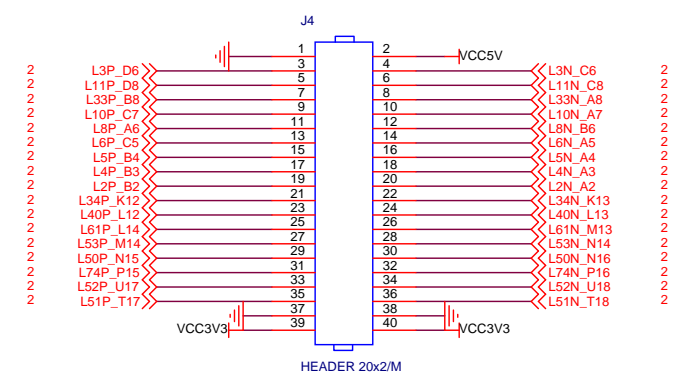 J4
1 2 VCC5V
2 L3P_D6 3 4 L3N_C6 2
2 L11P_D8 5 6 L11N_C8 2
2 L33P_B8 7 8 L33N_A8 2
2 L10P_C7 9 10 L10N_A7 2
2 L8P_A6 11 12 L8N_B6 2
2 L6P_C5 13 14 L6N_A5 2
2 L5P_B4 15 16 L5N_A4 2
2 L4P_B3 17 18 L4N_A3 2
2 L2P_B2 19 20 L2N_A2 2
2 L34P_K12 21 22 L34N_K13 2
2 L40P_L12 23 24 L40N_L13 2
2 L61P_L14 25 26 L61N_M13 2
2 L53P_M14 27 28 L53N_N14 2
2 L50P_N15 29 30 L50N_N16 2
2 L74P_P15 31 32 L74N_P16 2
2 L52P_U17 33 34 L52N_U18 2
2 L51P_T17 35 36 L51N_T18 2
37 38
VCC3V3 39 40 VCC3V3
HEADER 20x2/M